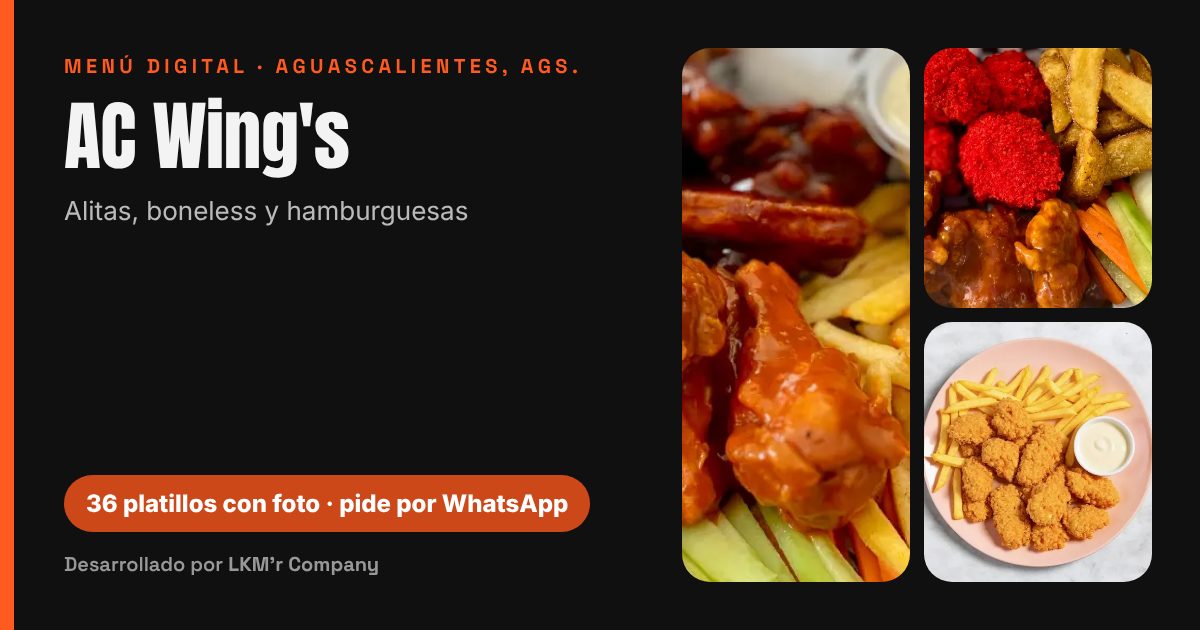 MENÚ DIGITAL · AGUASCALIENTES, AGS.
AC Wing's
Alitas, boneless y hamburguesas
36 platillos con foto · pide por WhatsApp
Desarrollado por LKM’r Company